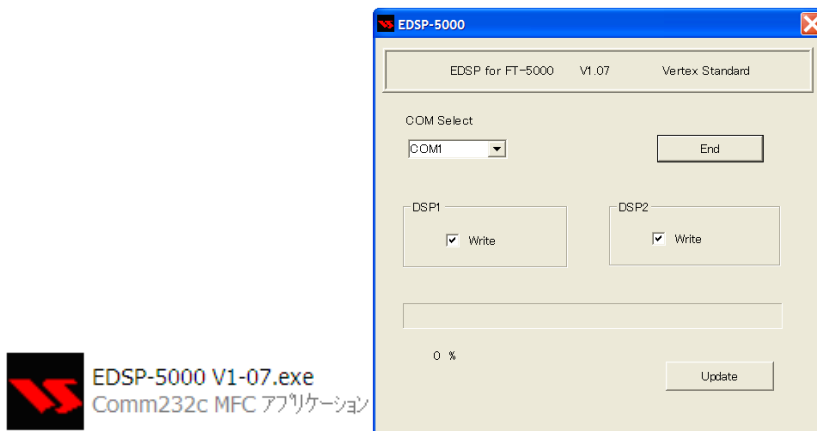 EDSP-5000
EDSP for FT-5000 V1.07 Vertex Standard
COM Select
COM1
End
DSP1
Write
DSP2
Write
0 %
Update
EDSP-5000 V1-07.exe
Comm232c MFC アプリケーション